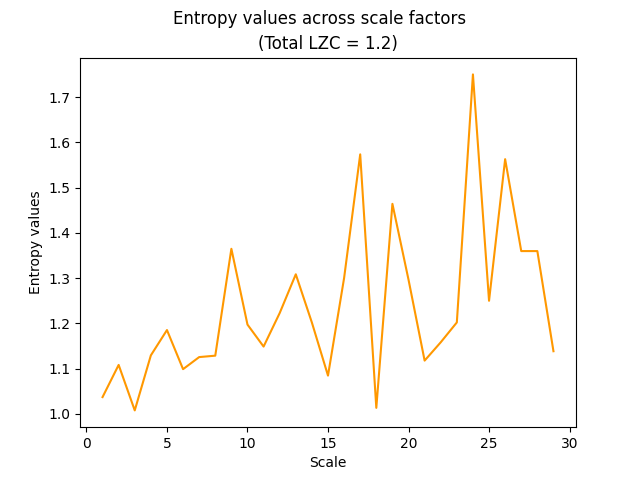 Entropy values across scale factors
(Total LZC = 1.2)
1.7
1.6
1.5
1.4
1.3
1.2
1.1
1.0
Entropy values
0 5 10 15 20 25 30
Scale